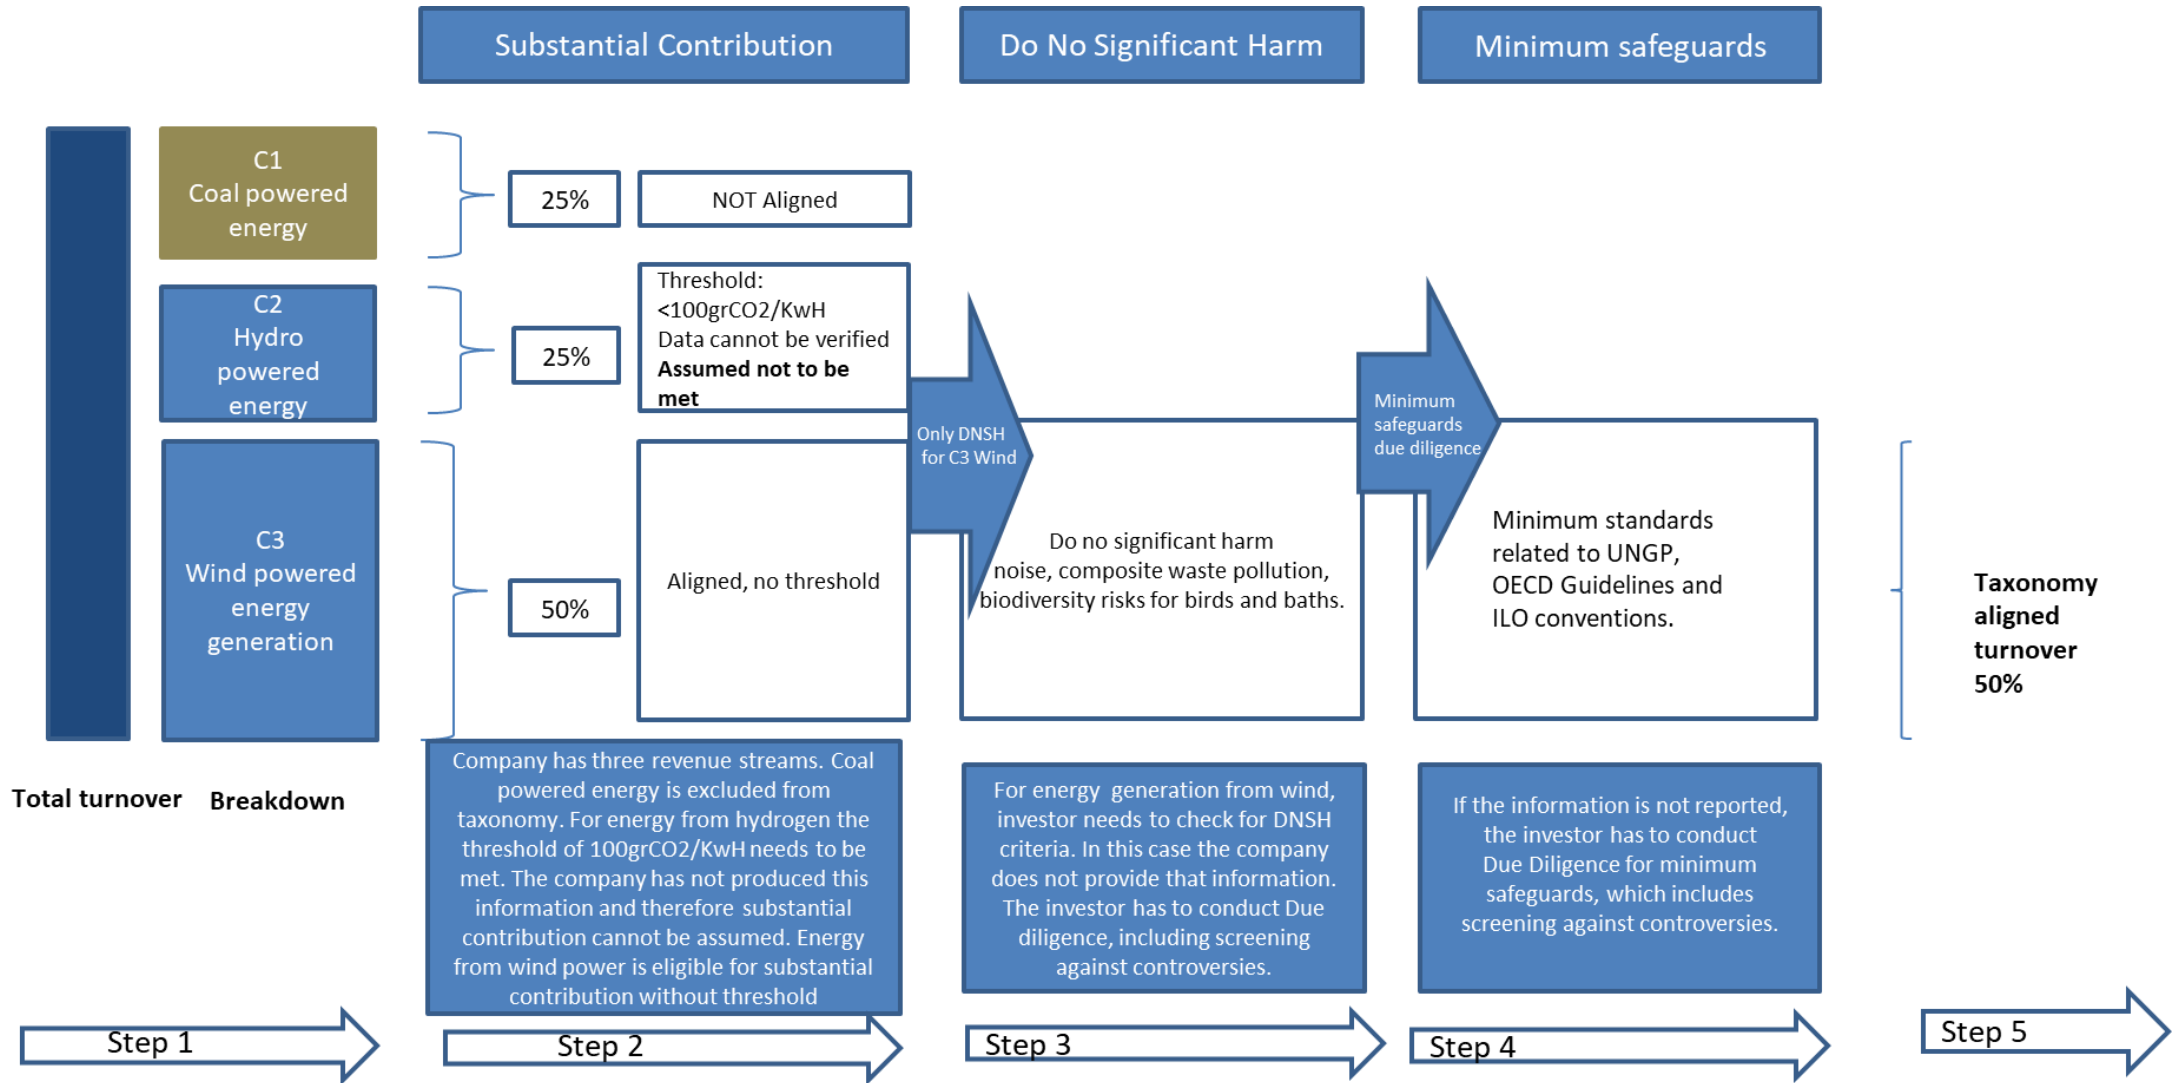 Substantial Contribution
Do No Significant Harm
Minimum safeguards
C1
Coal powered
energy
25%
NOT Aligned
C2
Hydro
powered
energy
25%
Threshold:
<100grCO2/KwH
Data cannot be verified
Assumed not to be
met
C3
Wind powered
energy
generation
50%
Aligned, no threshold
Only DNSH
for C3 Wind
Do no significant harm
noise, composite waste pollution,
biodiversity risks for birds and baths.
Minimum
safeguards
due diligence
Minimum standards
related to UNGP,
OECD Guidelines and
ILO conventions.
Taxonomy
aligned
turnover
50%
Total turnover
Breakdown
Company has three revenue streams. Coal
powered energy is excluded from
taxonomy. For energy from hydrogen the
threshold of 100grCO2/KwH needs to be
met. The company has not produced this
information and therefore substantial
contribution cannot be assumed. Energy
from wind power is eligible for substantial
contribution without threshold
For energy generation from wind,
investor needs to check for DNSH
criteria. In this case the company
does not provide that information.
The investor has to conduct Due
diligence, including screening
against controversies.
If the information is not reported,
the investor has to conduct
Due Diligence for minimum
safeguards, which includes
screening against controversies.
Step 1
Step 2
Step 3
Step 4
Step 5